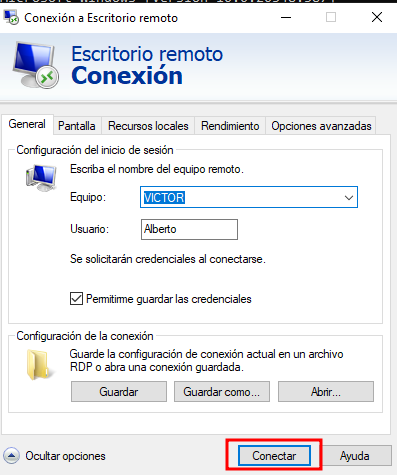 Conexión a Escritorio remoto
Escritorio remoto
Conexión
General Pantalla Recursos locales Rendimiento Opciones avanzadas
Configuración del inicio de sesión
Escriba el nombre del equipo remoto.
Equipo: VICTOR
Usuario: Alberto
Se solicitarán credenciales al conectarse.
Permitirme guardar las credenciales
Configuración de la conexión
Guarde la configuración de conexión actual en un archivo
RDP o abra una conexión guardada.
Guardar Guardar como... Abrir...
Ocultar opciones Conectar Ayuda